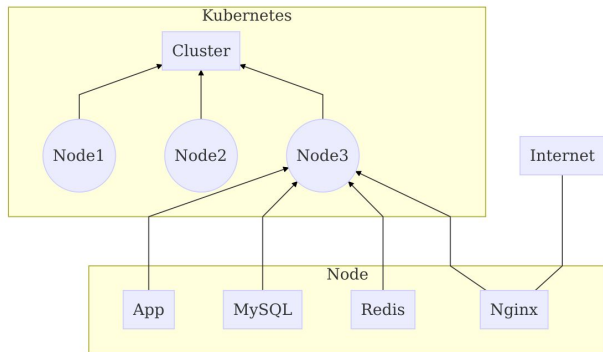 Kubernetes
Cluster
Node1
Node2
Node3
Internet
Node
App
MySQL
Redis
Nginx